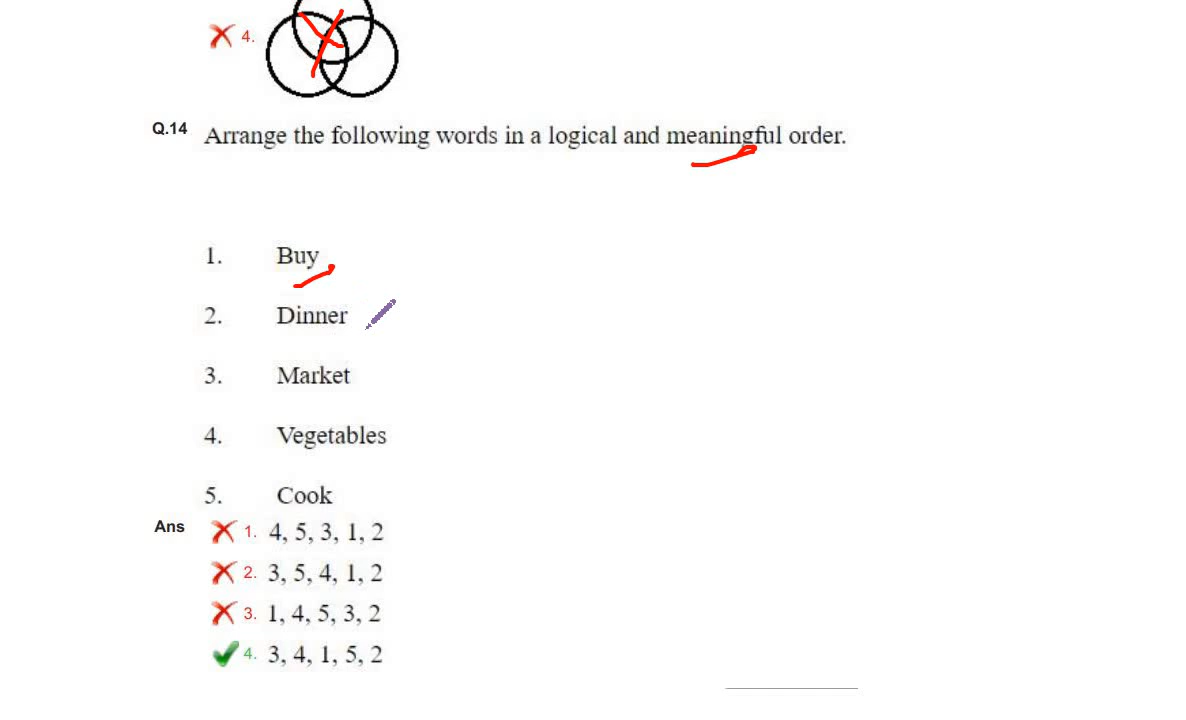 4.
Q.14 Arrange the following words in a logical and meaningful order.
1. Buy
2. Dinner
3. Market
4. Vegetables
5. Cook
Ans 1. 4, 5, 3, 1, 2
2. 3, 5, 4, 1, 2
3. 1, 4, 5, 3, 2
4. 3, 4, 1, 5, 2